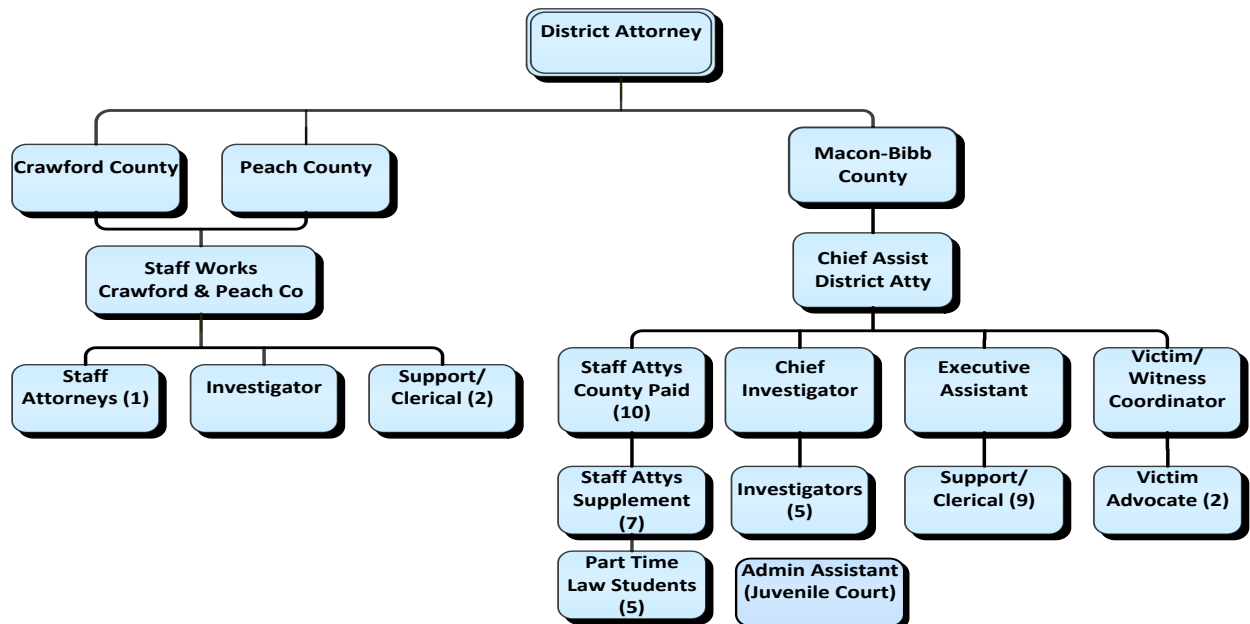 District Attorney
Crawford County
Peach County
Macon-Bibb
County
Staff Works
Crawford & Peach Co
Chief Assist
District Atty
Staff
Attorneys (1)
Investigator
Support/
Clerical (2)
Staff Attys
County Paid
(10)
Chief
Investigator
Executive
Assistant
Victim/
Witness
Coordinator
Staff Attys
Supplement
(7)
Investigators
(5)
Support/
Clerical (9)
Victim
Advocate (2)
Part Time
Law Students
(5)
Admin Assistant
(Juvenile Court)